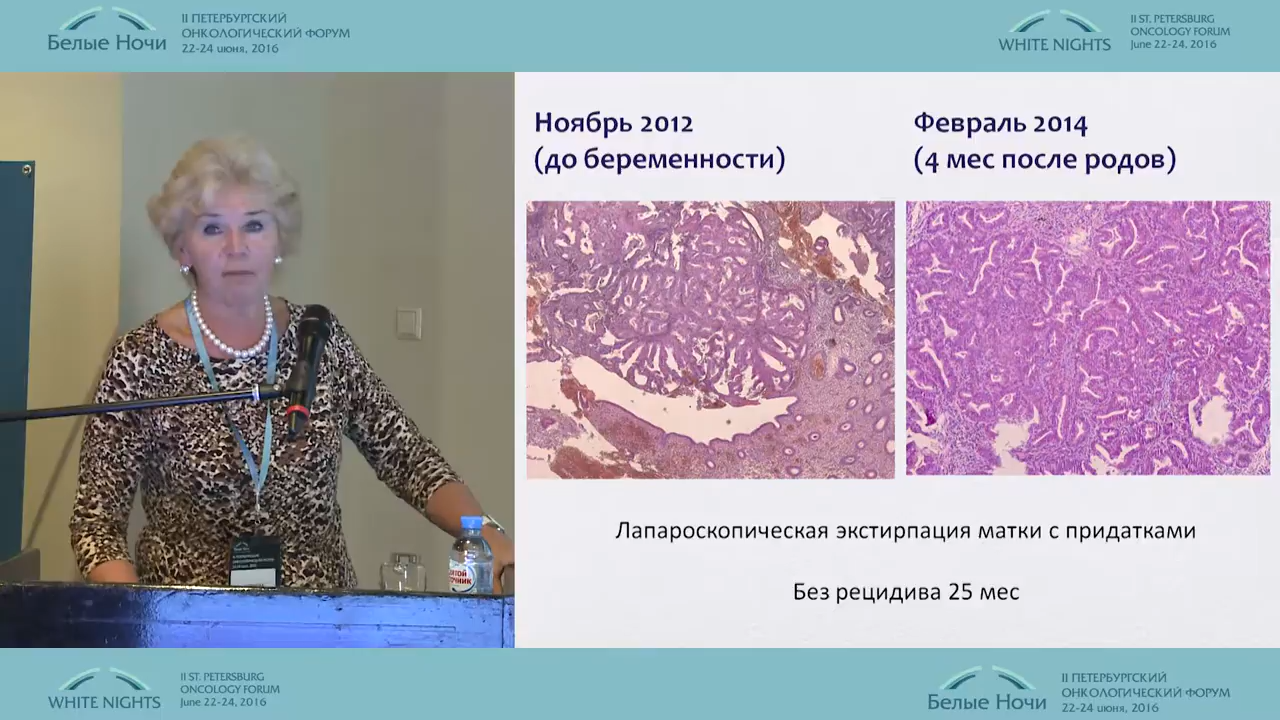 Белые Ночи
II ПЕТЕРБУРГСКИЙ
ОНКОЛОГИЧЕСКИЙ ФОРУМ
22-24 июня, 2016
WHITE NIGHTS
II ST. PETERSBURG
ONCOLOGY FORUM
June 22-24, 2016
Ноябрь 2012
(до беременности)
Февраль 2014
(4 мес после родов)
Лапароскопическая экстирпация матки с придатками
Без рецидива 25 мес
WHITE NIGHTS
II ST. PETERSBURG
ONCOLOGY FORUM
June 22-24, 2016
Белые Ночи
II ПЕТЕРБУРГСКИЙ
ОНКОЛОГИЧЕСКИЙ ФОРУМ
22-24 июня, 2016